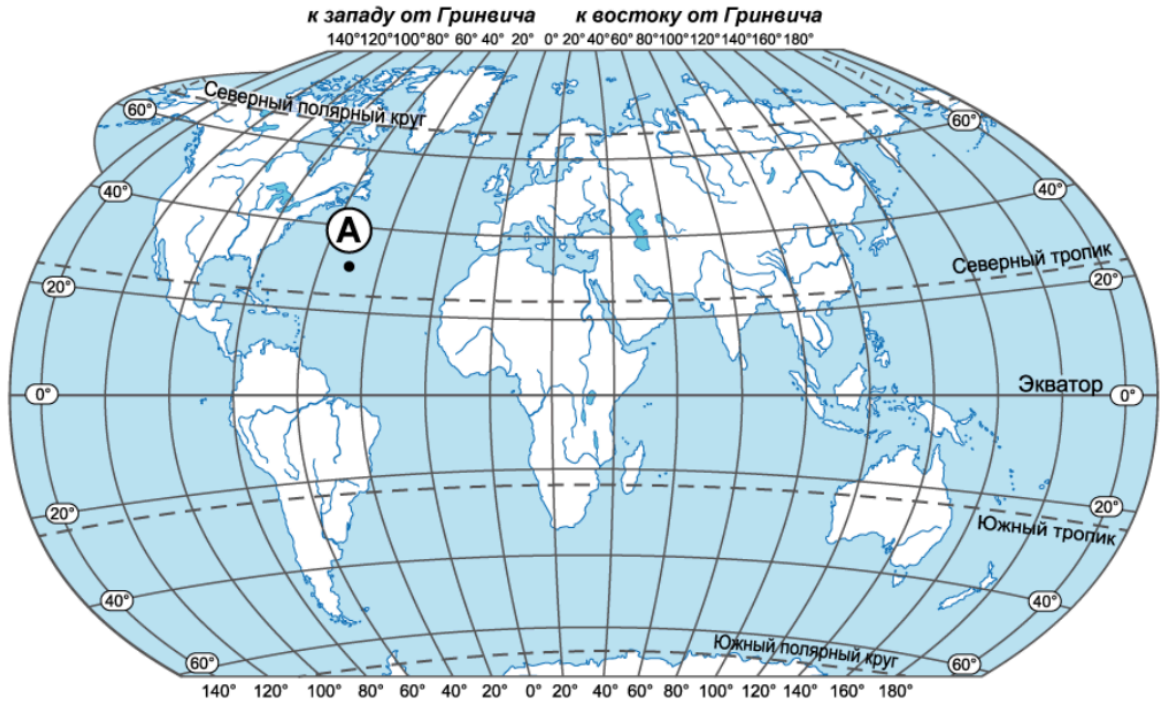 к западу от Гринвича к востоку от Гринвича
140° 120° 100° 80° 60° 40° 20° 0° 20° 40° 60° 80° 100° 120° 140° 160° 180°
Северный полярный круг
60° 60°
40° 40°
А
Северный тропик
20° 20°
Экватор
0° 0°
20° 20°
Южный тропик
40° 40°
Южный полярный круг
60° 60°
140° 120° 100° 80° 60° 40° 20° 0° 20° 40° 60° 80° 100° 120° 140° 160° 180°